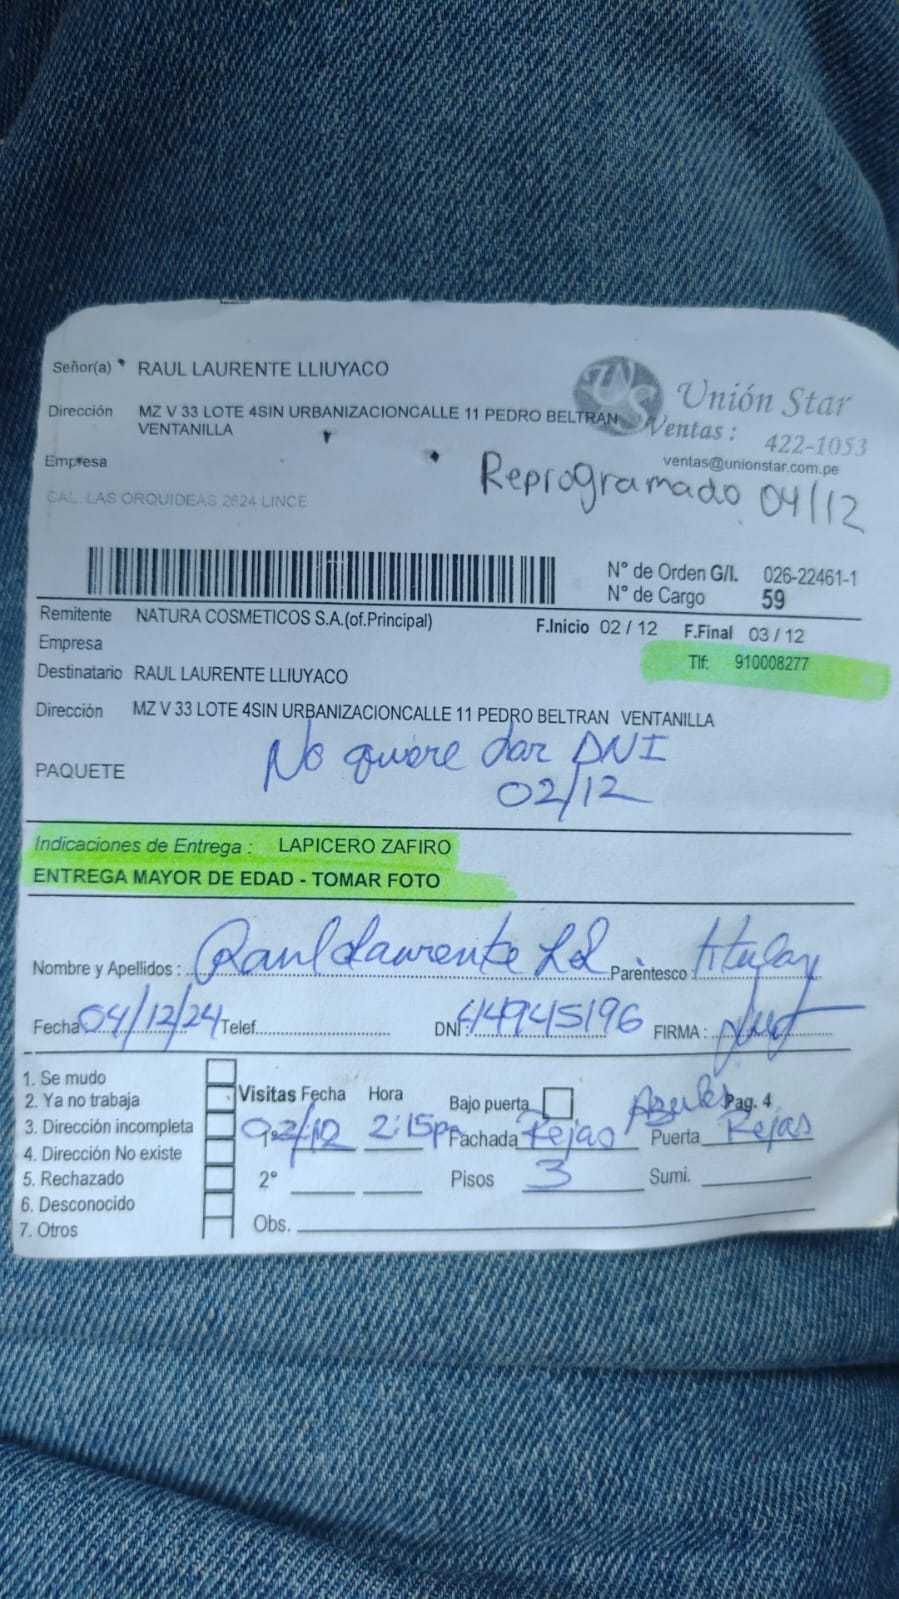 Señor(a) RAUL LAURENTE LLIUYACO
Unión Star
Dirección MZ V 33 LOTE 4SIN URBANIZACIONCALLE 11 PEDRO BELTRAN
VENTANILLA
Ventas : 422-1053
ventas@unionstar.com.pe
Empresa
Reprogramado 04/12
CAL. LAS ORQUIDEAS 2624 LINCE
N° de Orden G/I. 026-22461-1
N° de Cargo 59
Remitente NATURA COSMETICOS S.A.(of.Principal)
F.Inicio 02 / 12 F.Final 03 / 12
Empresa
Tlf: 910008277
Destinatario RAUL LAURENTE LLIUYACO
Dirección MZ V 33 LOTE 4SIN URBANIZACIONCALLE 11 PEDRO BELTRAN VENTANILLA
No quiere dar DNI
PAQUETE
02/12
Indicaciones de Entrega : LAPICERO ZAFIRO
ENTREGA MAYOR DE EDAD - TOMAR FOTO
Nombre y Apellidos : Raul Laurente Ll Parentesco titular
Fecha 04/12/24 Telef. DNI: 44945196 FIRMA :
1. Se mudo
2. Ya no trabaja
3. Dirección incompleta
4. Dirección No existe
5. Rechazado
6. Desconocido
7. Otros
Visitas Fecha Hora Bajo puerta Azules Pag. 4
1° 02/12 2:15pm Fachada Rejas Puerta Rejas
2° Pisos 3 Sumi.
Obs.